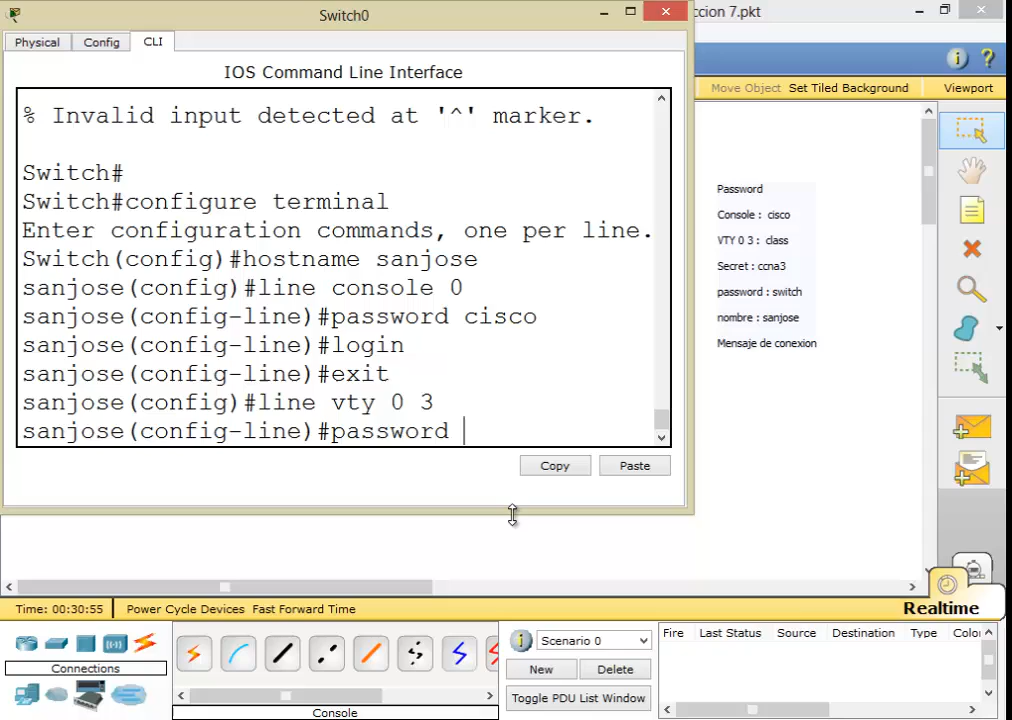 Switch0
ccion 7.pkt
Physical
Config
CLI
IOS Command Line Interface
% Invalid input detected at '^' marker.
Switch#
Switch#configure terminal
Enter configuration commands, one per line.
Switch(config)#hostname sanjose
sanjose(config)#line console 0
sanjose(config-line)#password cisco
sanjose(config-line)#login
sanjose(config-line)#exit
sanjose(config)#line vty 0 3
sanjose(config-line)#password
Copy
Paste
Move Object
Set Tiled Background
Viewport
Password
Console : cisco
VTY 0 3 : class
Secret : ccna3
password : switch
nombre : sanjose
Mensaje de conexion
Time: 00:30:55
Power Cycle Devices
Fast Forward Time
Realtime
Connections
Console
Scenario 0
New
Delete
Toggle PDU List Window
Fire
Last Status
Source
Destination
Type
Color